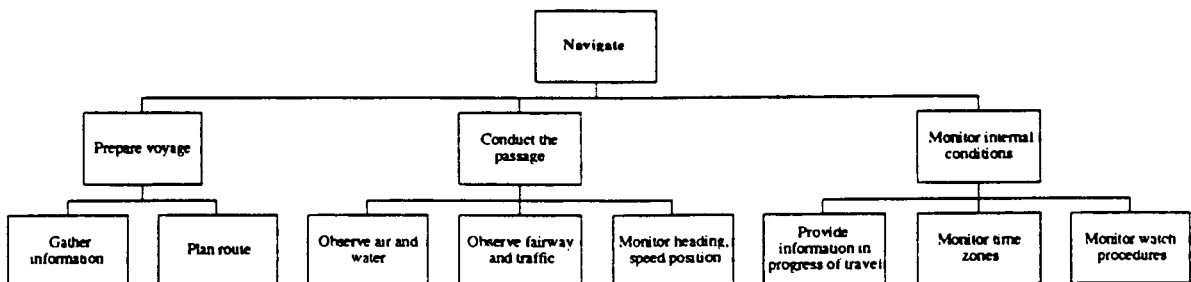 Navigate
Prepare voyage
Conduct the
passage
Monitor internal
conditions
Gather
information
Plan route
Observe air and
water
Observe fairway
and traffic
Monitor heading,
speed position
Provide
information in
progress of travel
Monitor time
zones
Monitor watch
procedures